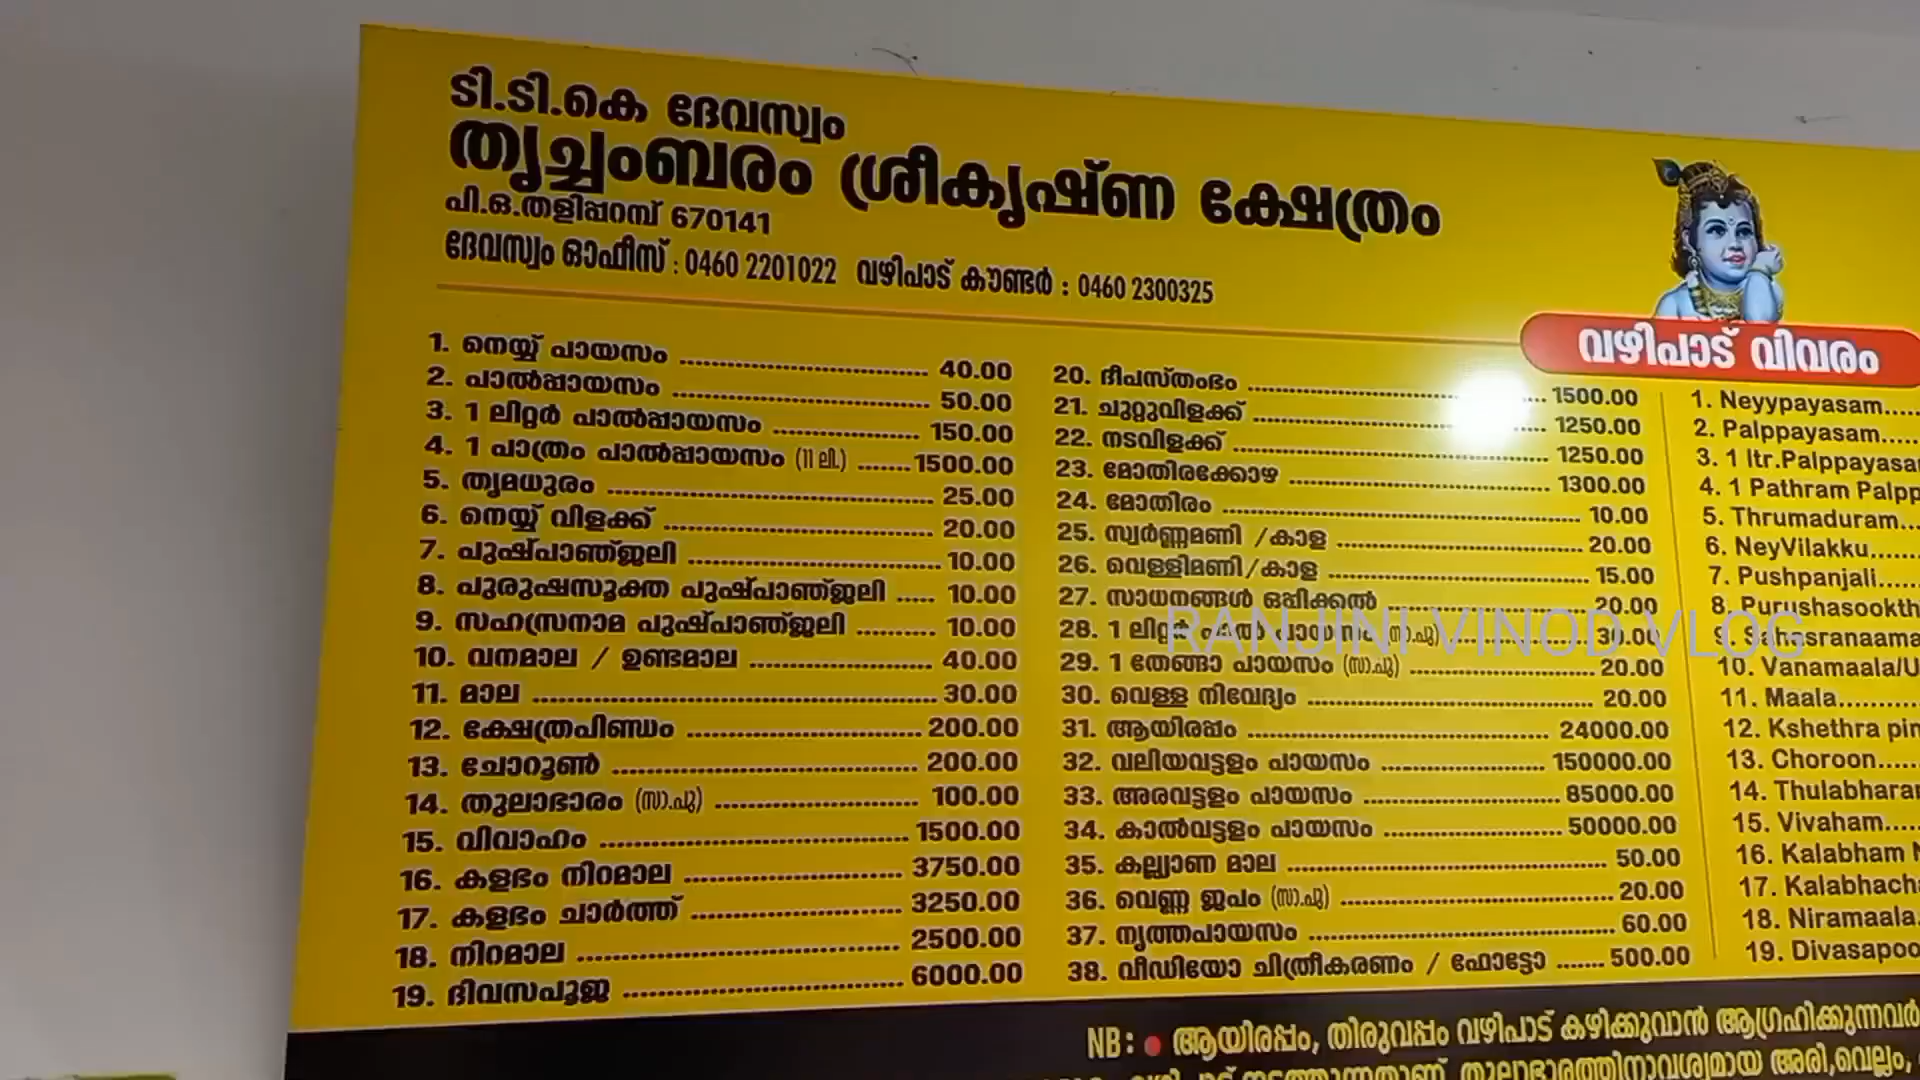 ടി.ടി.കെ ദേവസ്വം
തൃച്ചംബരം ശ്രീകൃഷ്ണ ക്ഷേത്രം
പി.ഒ.തളിപ്പറമ്പ് 670141
ദേവസ്വം ഓഫീസ് : 0460 2201022 വഴിപാട് കൗണ്ടർ : 0460 2300325
വഴിപാട് വിവരം
1. നെയ്യ് പായസം ........ 40.00
2. പാൽപ്പായസം ........ 50.00
3. 1 ലിറ്റർ പാൽപ്പായസം ........ 150.00
4. 1 പാത്രം പാൽപ്പായസം (11 ലി.) ........ 1500.00
5. തൃമധുരം ........ 25.00
6. നെയ്യ് വിളക്ക് ........ 20.00
7. പുഷ്പാഞ്ജലി ........ 10.00
8. പുരുഷസൂക്ത പുഷ്പാഞ്ജലി ..... 10.00
9. സഹസ്രനാമ പുഷ്പാഞ്ജലി ........ 10.00
10. വനമാല / ഉണ്ടമാല ........ 40.00
11. മാല ........ 30.00
12. ക്ഷേത്രപിണ്ഡം ........ 200.00
13. ചോറൂൺ ........ 200.00
14. തുലാഭാരം (സാ.പു) ........ 100.00
15. വിവാഹം ........ 1500.00
16. കളഭം നിറമാല ........ 3750.00
17. കളഭം ചാർത്ത് ........ 3250.00
18. നിറമാല ........ 2500.00
19. ദിവസപൂജ ........ 6000.00
20. ദീപസ്തംഭം ........ 1500.00
21. ചുറ്റുവിളക്ക് ........ 1250.00
22. നടവിളക്ക് ........ 1250.00
23. മോതിരക്കോഴ ........ 1300.00
24. മോതിരം ........ 10.00
25. സ്വർണ്ണമണി /കാള ........ 20.00
26. വെള്ളിമണി/കാള ........ 15.00
27. സാധനങ്ങൾ ഒപ്പിക്കൽ ........ 20.00
28. 1 ലിറ്റർ പാൽ പായസം (സാ.പു) ........ 30.00
29. 1 തേങ്ങാ പായസം (സാ.പു) ........ 20.00
30. വെള്ള നിവേദ്യം ........ 20.00
31. ആയിരപ്പം ........ 24000.00
32. വലിയവട്ടളം പായസം ........ 150000.00
33. അരവട്ടളം പായസം ........ 85000.00
34. കാൽവട്ടളം പായസം ........ 50000.00
35. കല്ല്യാണ മാല ........ 50.00
36. വെണ്ണ ജപം (സാ.പു) ........ 20.00
37. നൃത്തപായസം ........ 60.00
38. വീഡിയോ ചിത്രീകരണം / ഫോട്ടോ ....... 500.00
1. Neyypayasam.....
2. Palppayasam.....
3. 1 ltr.Palppayasa
4. 1 Pathram Palpp
5. Thrumaduram...
6. NeyVilakku.......
7. Pushpanjali.....
8. Purushasookth
9. Sahasranaama
10. Vanamaala/U
11. Maala..........
12. Kshethra pin
13. Choroon......
14. Thulabharam
15. Vivaham.....
16. Kalabham N
17. Kalabhacha
18. Niramaala.
19. Divasapoo
RANJINI VINOD VLOG
NB: ● ആയിരപ്പം, തിരുവപ്പം വഴിപാട് കഴിക്കുവാൻ ആഗ്രഹിക്കുന്നവർ
നടത്തുന്നതാണ്. തുലാഭാരത്തിനാവശ്യമായ അരി,വെല്ലം,